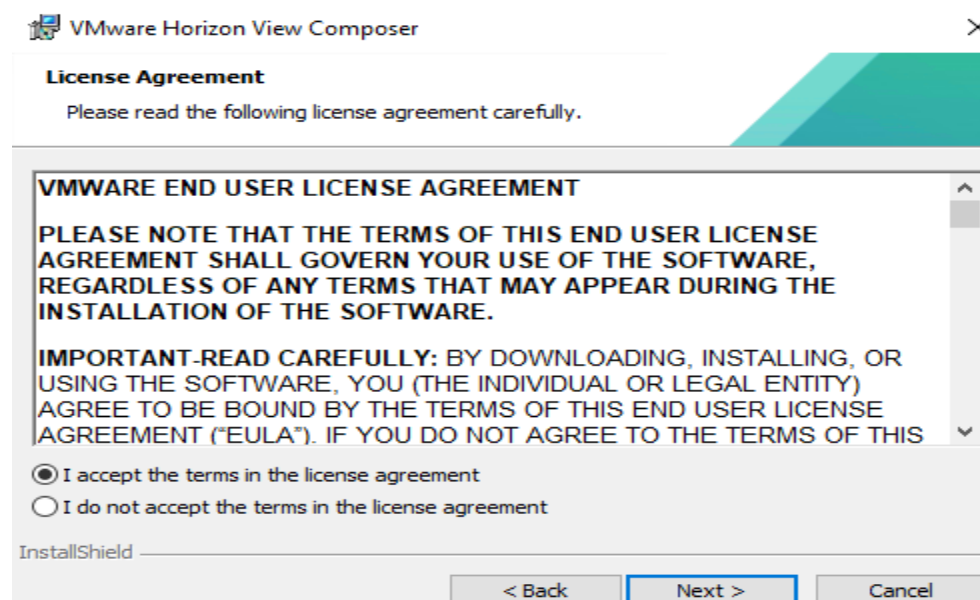 VMware Horizon View Composer
License Agreement
Please read the following license agreement carefully.
VMWARE END USER LICENSE AGREEMENT
PLEASE NOTE THAT THE TERMS OF THIS END USER LICENSE
AGREEMENT SHALL GOVERN YOUR USE OF THE SOFTWARE,
REGARDLESS OF ANY TERMS THAT MAY APPEAR DURING THE
INSTALLATION OF THE SOFTWARE.
IMPORTANT-READ CAREFULLY: BY DOWNLOADING, INSTALLING, OR
USING THE SOFTWARE, YOU (THE INDIVIDUAL OR LEGAL ENTITY)
AGREE TO BE BOUND BY THE TERMS OF THIS END USER LICENSE
AGREEMENT (“EULA”). IF YOU DO NOT AGREE TO THE TERMS OF THIS
I accept the terms in the license agreement
I do not accept the terms in the license agreement
InstallShield
< Back Next > Cancel